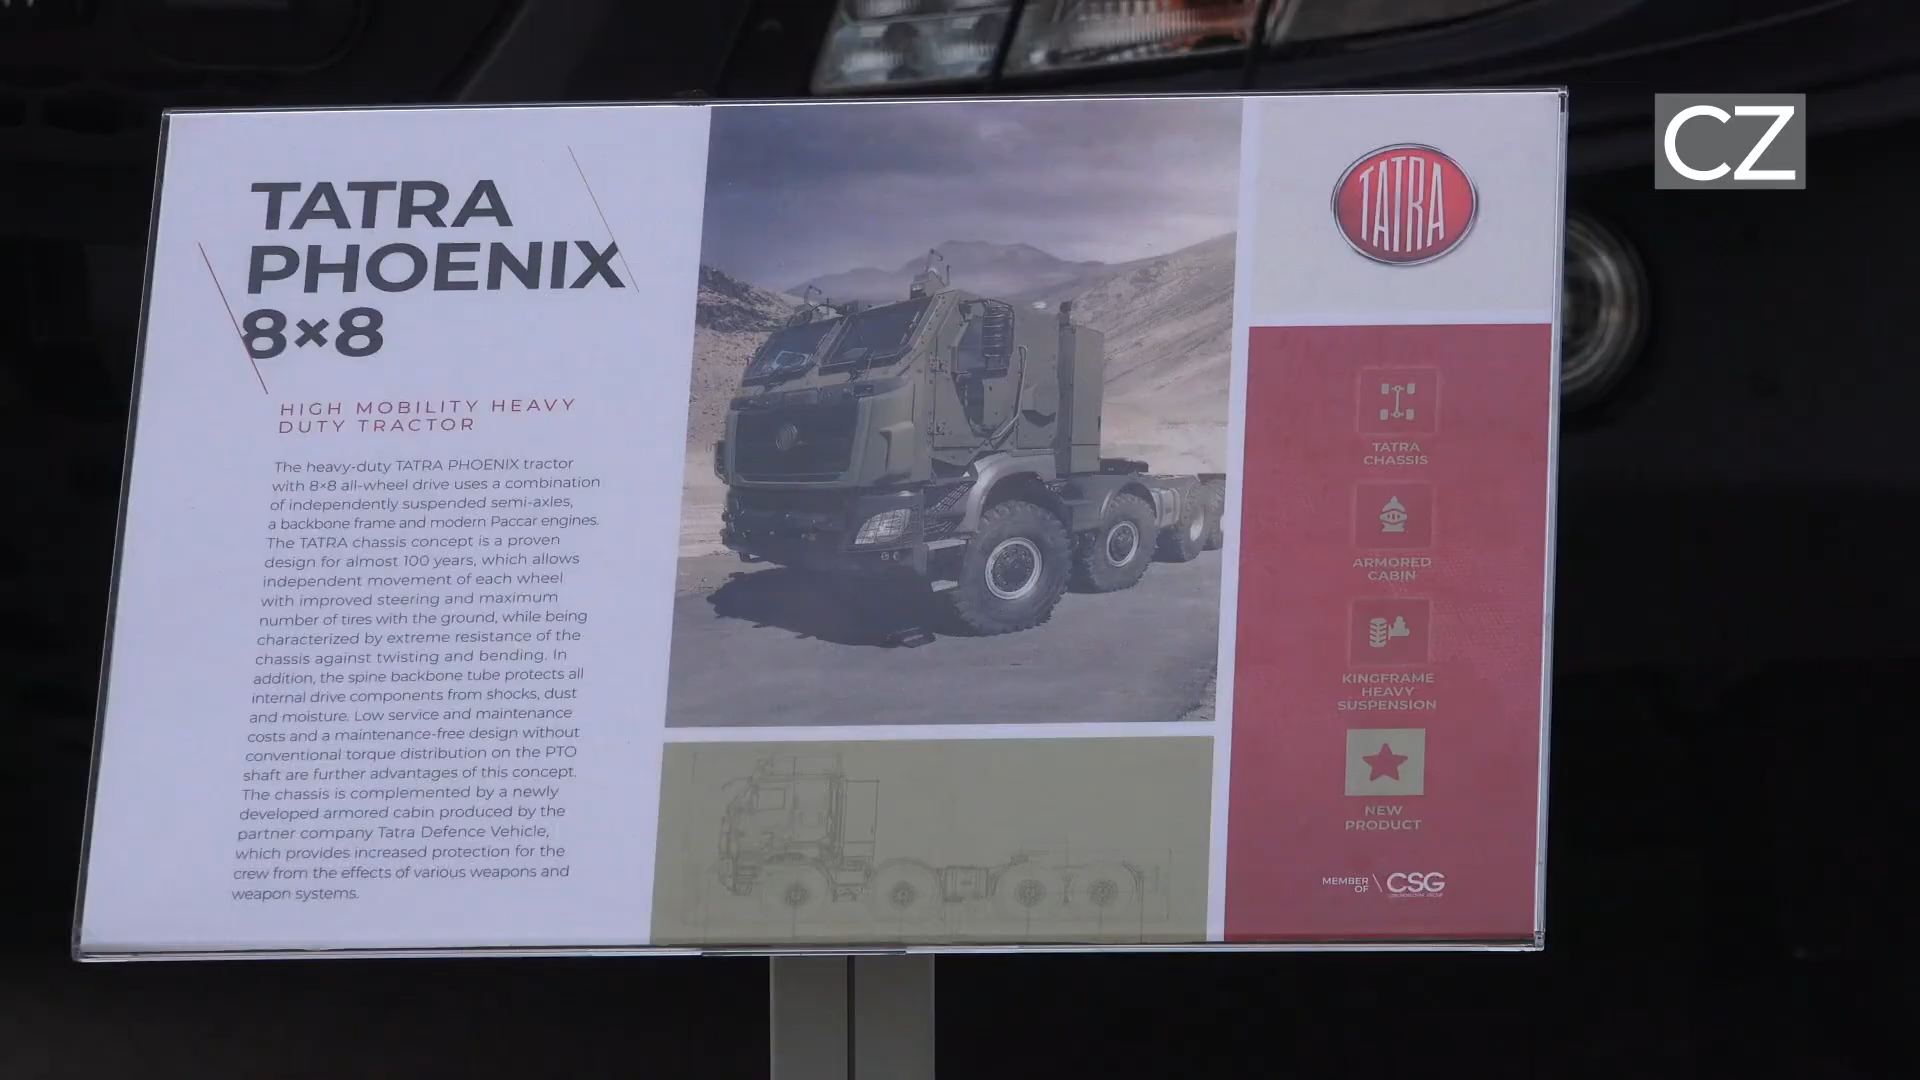 TATRA
PHOENIX
8×8
HIGH MOBILITY HEAVY
DUTY TRACTOR
The heavy-duty TATRA PHOENIX tractor
with 8×8 all-wheel drive uses a combination
of independently suspended semi-axles,
a backbone frame and modern Paccar engines.
The TATRA chassis concept is a proven
design for almost 100 years, which allows
independent movement of each wheel
with improved steering and maximum
number of tires with the ground, while being
characterized by extreme resistance of the
chassis against twisting and bending. In
addition, the spine backbone tube protects all
internal drive components from shocks, dust
and moisture. Low service and maintenance
costs and a maintenance-free design without
conventional torque distribution on the PTO
shaft are further advantages of this concept.
The chassis is complemented by a newly
developed armored cabin produced by the
partner company Tatra Defence Vehicle,
which provides increased protection for the
crew from the effects of various weapons and
weapon systems.
TATRA
TATRA
CHASSIS
ARMORED
CABIN
KINGFRAME
HEAVY
SUSPENSION
NEW
PRODUCT
MEMBER
OF
CSG
CZ